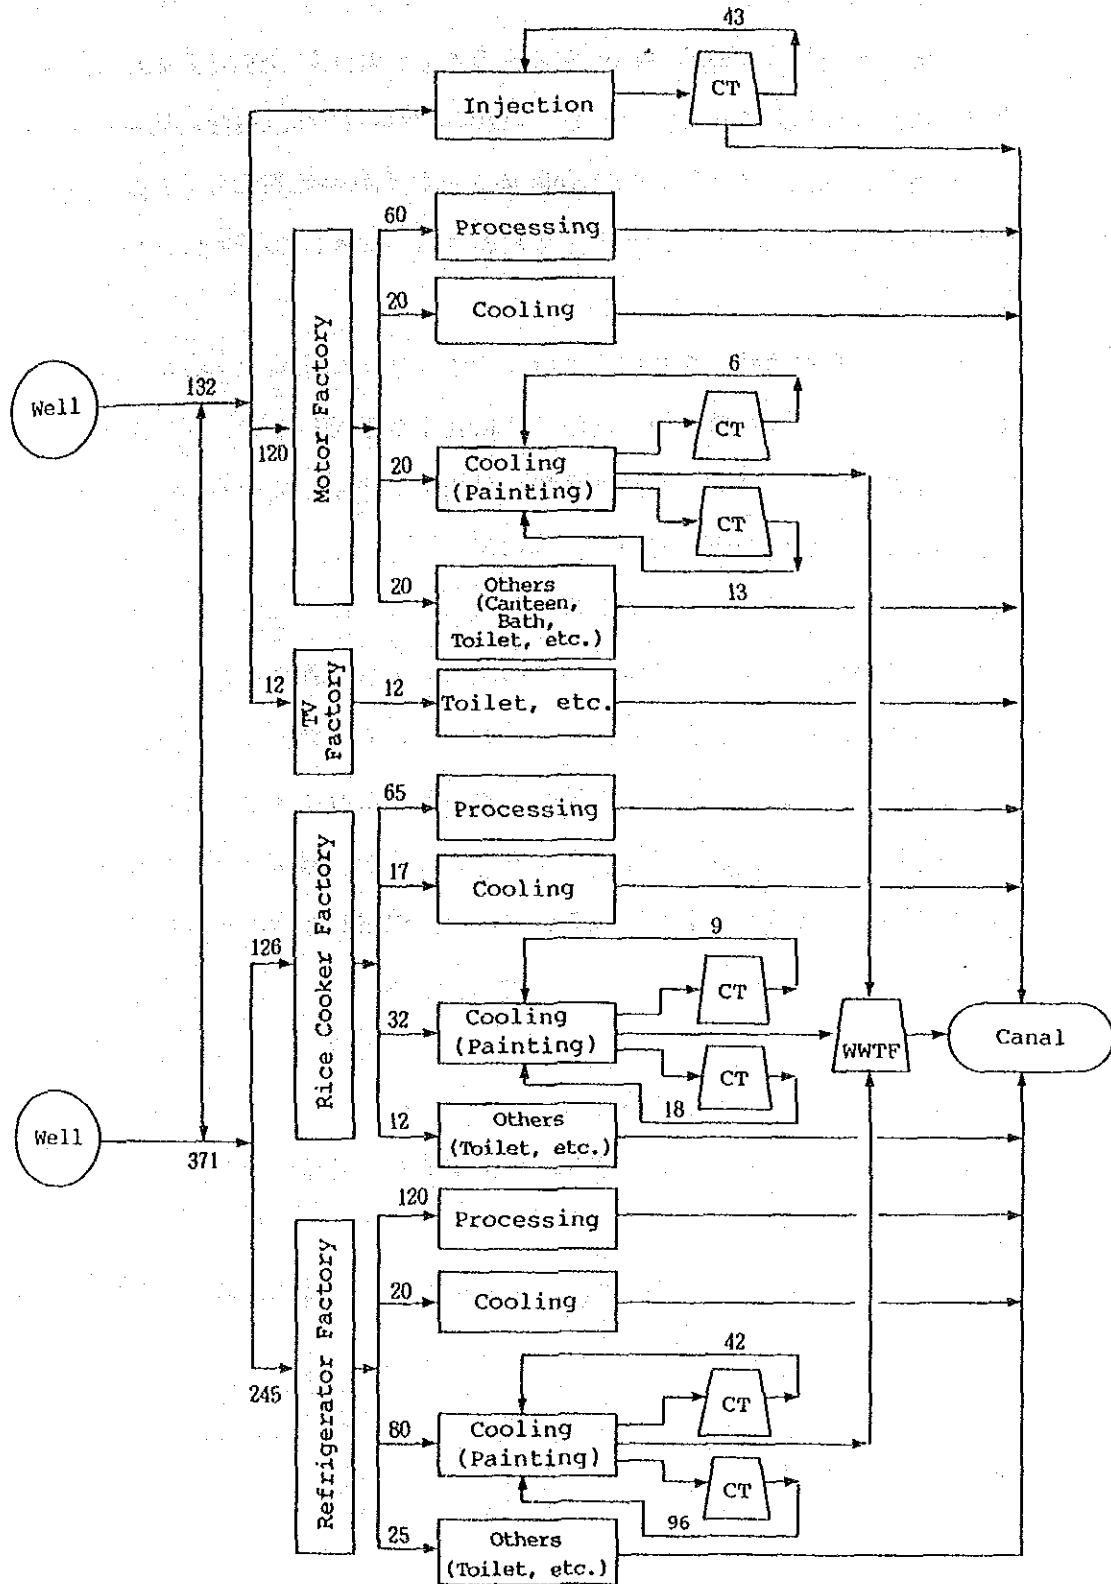 43
CT
Injection
60
Processing
20
Cooling
Motor Factory
Well
132
120
6
CT
20
Cooling
(Painting)
CT
13
20
Others
(Canteen,
Bath,
Toilet, etc.)
12
TV
Factory
12
Toilet, etc.
65
Processing
17
Cooling
Rice Cooker Factory
126
9
CT
32
Cooling
(Painting)
WWTF
Canal
CT
18
Well
371
12
Others
(Toilet, etc.)
120
Processing
20
Cooling
Refrigerator Factory
245
42
CT
80
Cooling
(Painting)
CT
96
25
Others
(Toilet, etc.)